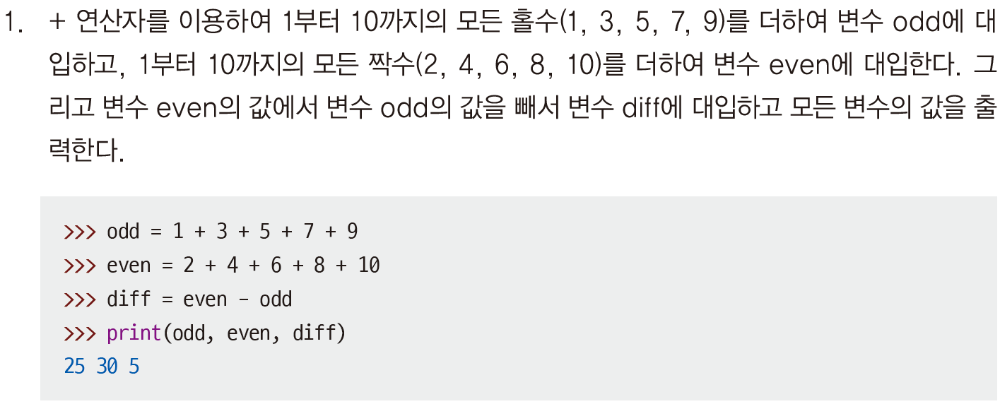 1. + 연산자를 이용하여 1부터 10까지의 모든 홀수(1, 3, 5, 7, 9)를 더하여 변수 odd에 대
입하고, 1부터 10까지의 모든 짝수(2, 4, 6, 8, 10)를 더하여 변수 even에 대입한다. 그
리고 변수 even의 값에서 변수 odd의 값을 빼서 변수 diff에 대입하고 모든 변수의 값을 출
력한다.
>>> odd = 1 + 3 + 5 + 7 + 9
>>> even = 2 + 4 + 6 + 8 + 10
>>> diff = even - odd
>>> print(odd, even, diff)
25 30 5